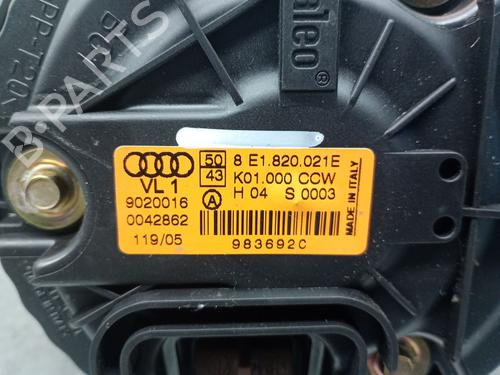 Valeo®
VL 1
50
43
8 E1.820.021E
K01.000 CCW
H 04 S 0003
A
9020016
0042862
119/05
983692C
MADE IN ITALY
B-Parts